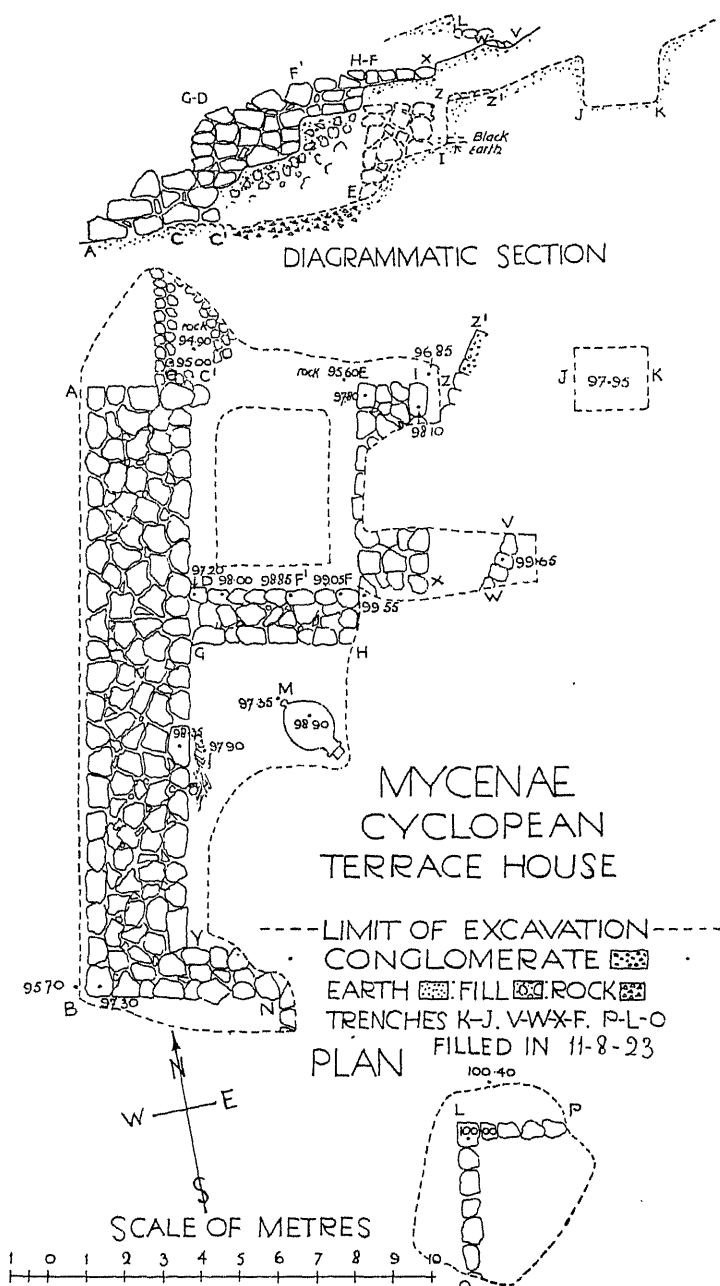 L W V
F' H-F X
G-D
Z Z'
J K
Black
Earth
I
E
A C C'
DIAGRAMMATIC SECTION
rock
94.90
95.00
A C
Z'
96.85
rock 95.60E I Z
97.80
98.10
J 97.95 K
V
99.65
W
X
97.20
D 98.00 98.85 F' 99.05 F
99.55
G H
M
97.35
98.90
98.35
97.90
MYCENAE
CYCLOPEAN
TERRACE HOUSE
LIMIT OF EXCAVATION
CONGLOMERATE
EARTH :FILL :ROCK
TRENCHES K-J. V-W-X-F. P-L-O
FILLED IN 11-8-23
Y
95.70
B 97.30 N
PLAN
N
W E
S
100.40
L P
100.00
SCALE OF METRES
1 0 1 2 3 4 5 6 7 8 9 10